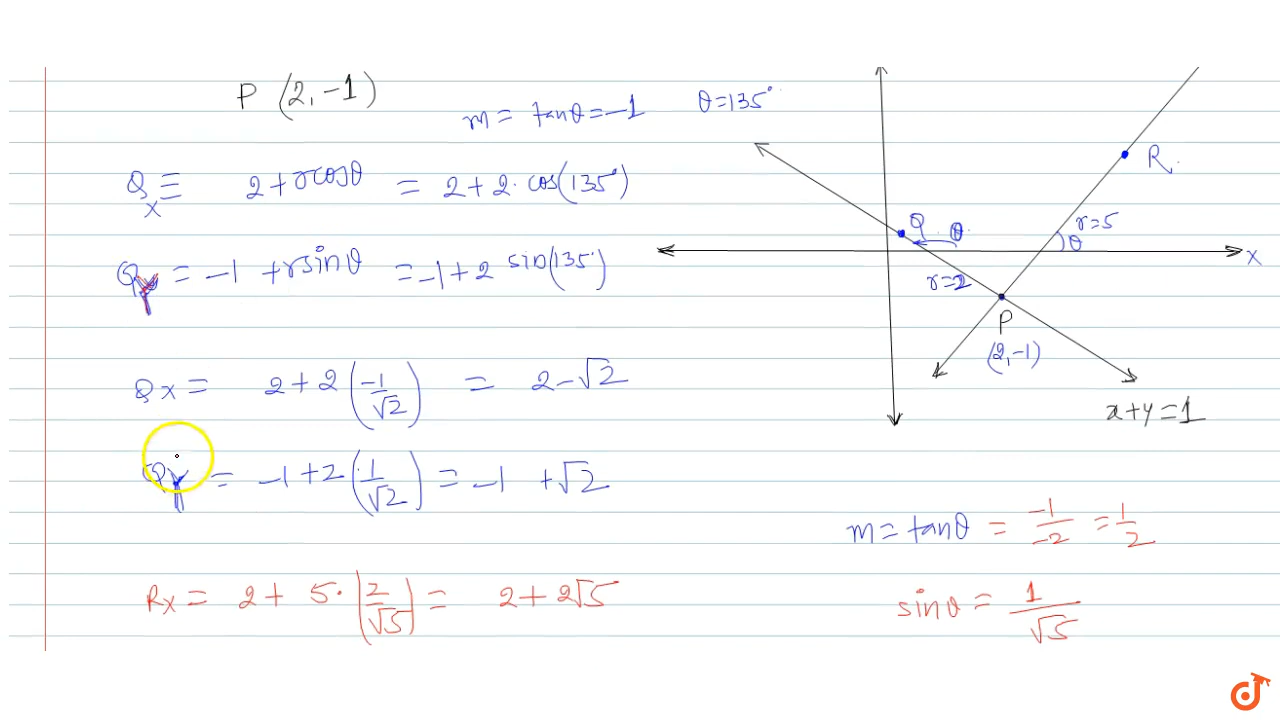 P (2, -1)
m = tanθ = -1 θ = 135°
Qx ≡ 2 + rcosθ = 2 + 2. cos(135°)
Qy = -1 + rsinθ = -1 + 2 sin(135°)
Qx = 2 + 2 (-1/√2) = 2 - √2
Qy = -1 + 2 (1/√2) = -1 + √2
Rx = 2 + 5. (2/√5) = 2 + 2√5
R.
Q θ
r=5
θ
X
r=2
P
(2, -1)
x+y=1
m = tanθ = -1/-2 = 1/2
sinθ = 1/√5